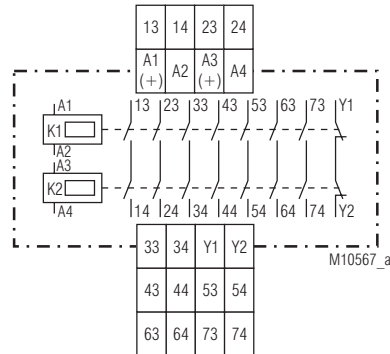 13 14 23 24
A1 (+) A2 A3 (+) A4
A1 13 23 33 43 53 63 73 Y1
K1
A2
A3
K2
A4 14 24 34 44 54 64 74 Y2
33 34 Y1 Y2
M10567_a
43 44 53 54
63 64 73 74